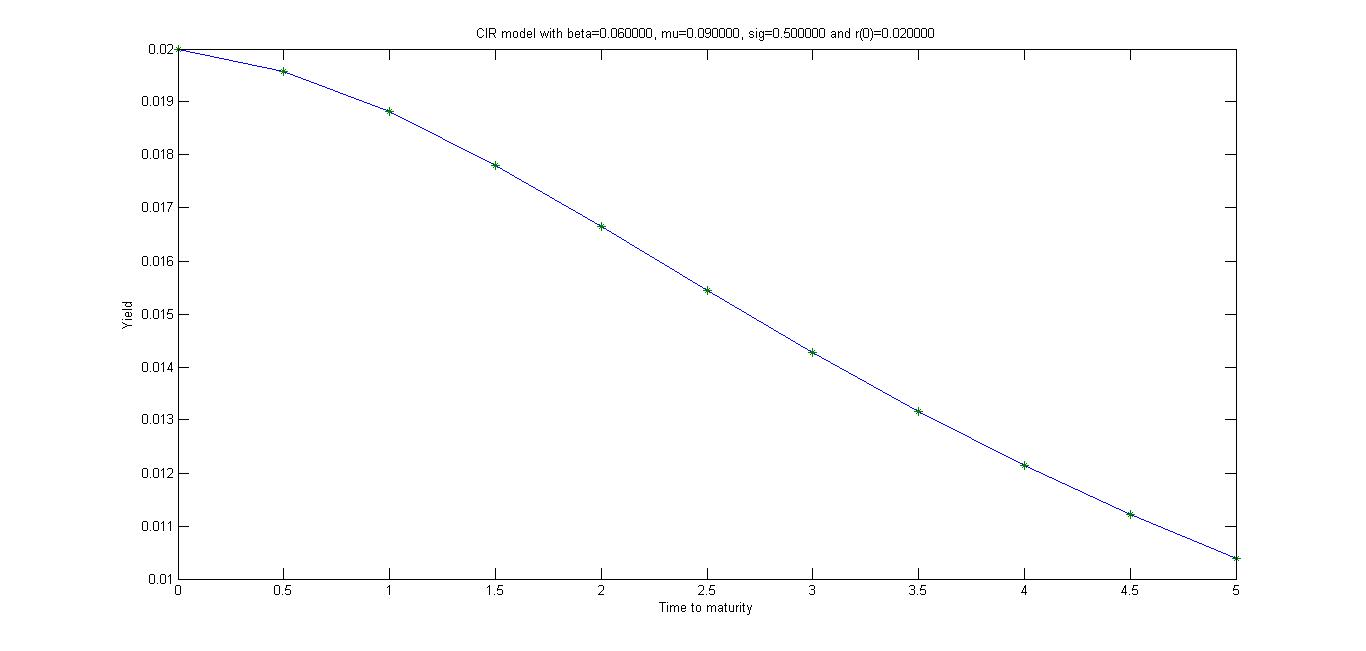 CIR model with beta=0.060000, mu=0.090000, sig=0.500000 and r(0)=0.020000
0.02
0.019
0.018
0.017
0.016
0.015
0.014
0.013
0.012
0.011
0.01
Yield
0 0.5 1 1.5 2 2.5 3 3.5 4 4.5 5
Time to maturity